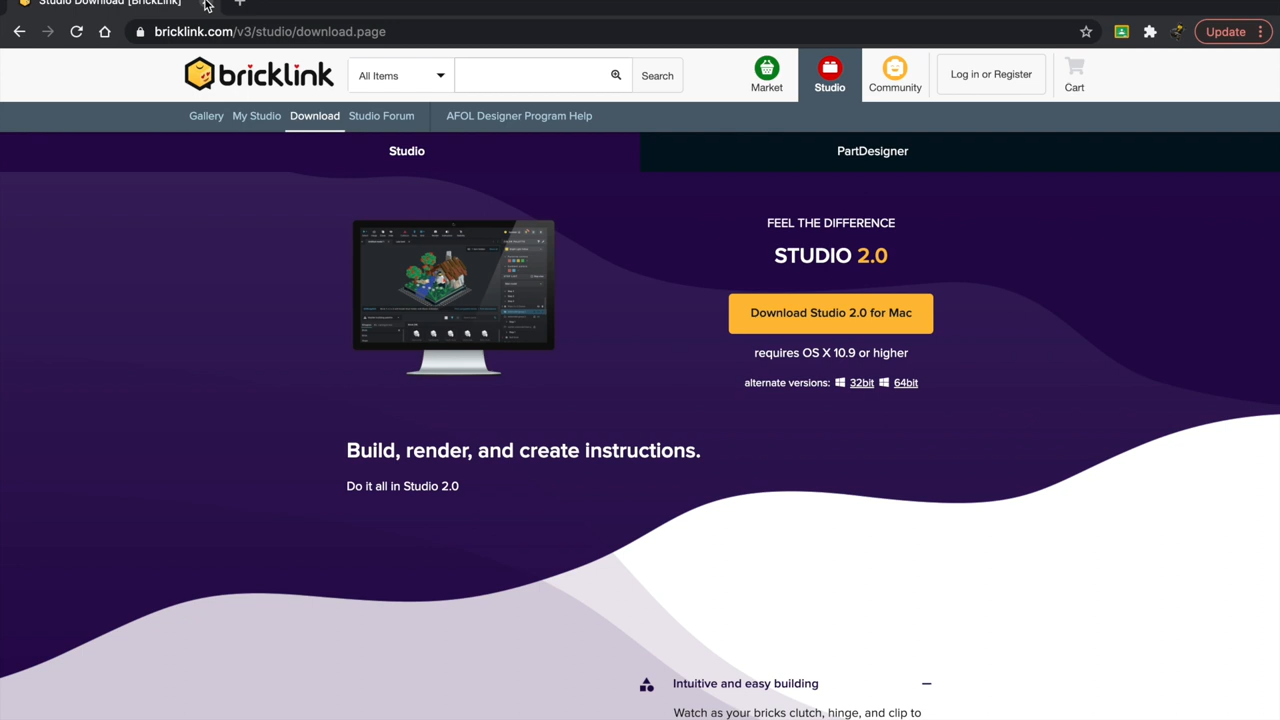 Studio Download [BrickLink]
bricklink.com/v3/studio/download.page
Update
bricklink
All Items
Search
Market
Studio
Community
Log in or Register
Cart
Gallery
My Studio
Download
Studio Forum
AFOL Designer Program Help
Studio
PartDesigner
FEEL THE DIFFERENCE
STUDIO 2.0
Download Studio 2.0 for Mac
requires OS X 10.9 or higher
alternate versions: 32bit 64bit
Build, render, and create instructions.
Do it all in Studio 2.0
Intuitive and easy building
Watch as your bricks clutch, hinge, and clip to